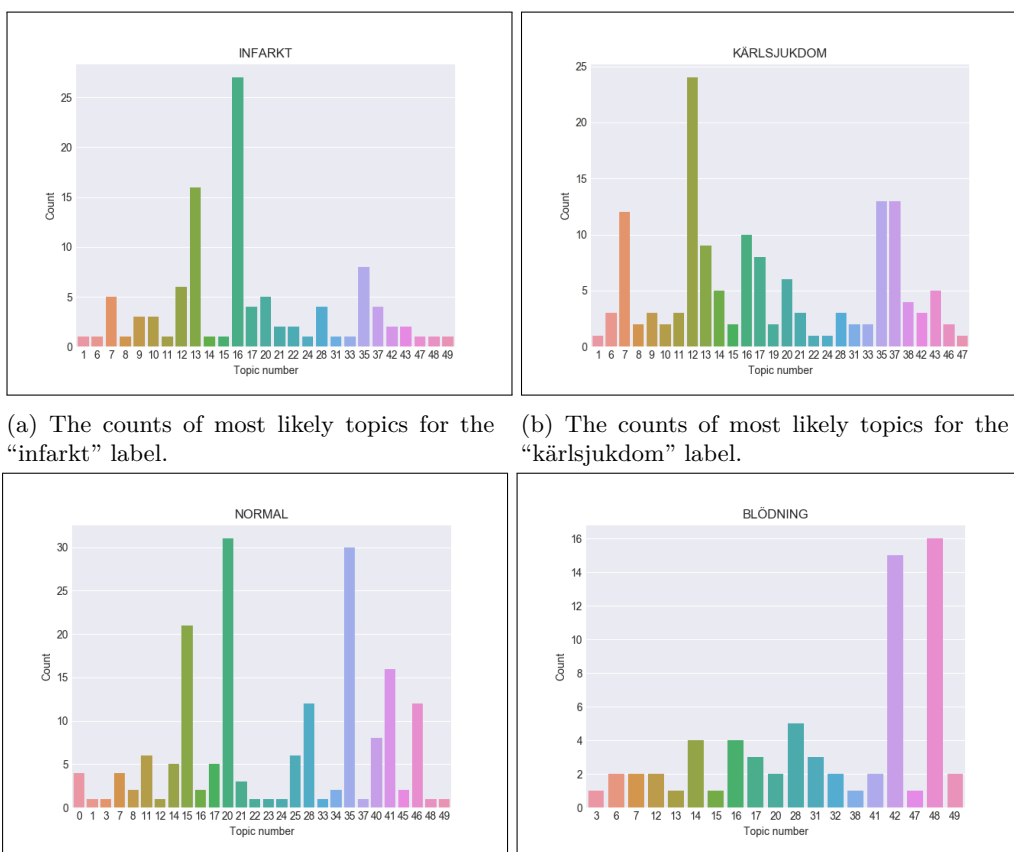 INFARKT
25
20
15
10
5
0
Count
1 6 7 8 9 10 11 12 13 14 15 16 17 20 21 22 24 28 31 33 35 37 42 43 47 48 49
Topic number
KÄRLSJUKDOM
25
20
15
10
5
0
Count
1 6 7 8 9 10 11 12 13 14 15 16 17 19 20 21 22 24 28 31 33 35 37 38 42 43 46 47
Topic number
(a) The counts of most likely topics for the
“infarkt” label.
(b) The counts of most likely topics for the
“kärlsjukdom” label.
NORMAL
30
25
20
15
10
5
0
Count
0 1 3 7 8 11 12 14 15 16 17 20 21 22 23 24 25 28 33 34 35 37 40 41 45 46 48 49
Topic number
BLÖDNING
16
14
12
10
8
6
4
2
0
Count
3 6 7 12 13 14 15 16 17 20 28 31 32 38 41 42 47 48 49
Topic number